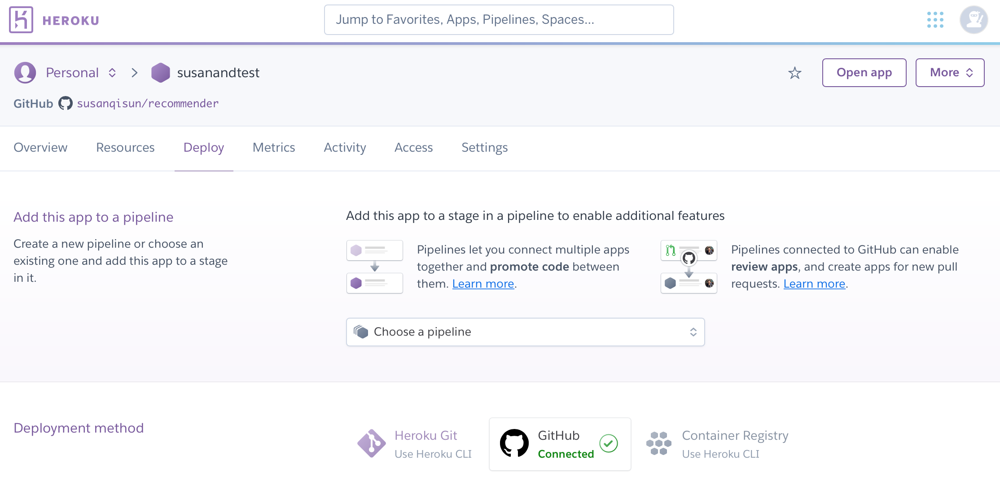 HEROKU
Jump to Favorites, Apps, Pipelines, Spaces...
Personal
susanandtest
Open app
More
GitHub susanqisun/recommender
Overview
Resources
Deploy
Metrics
Activity
Access
Settings
Add this app to a pipeline
Create a new pipeline or choose an
existing one and add this app to a stage
in it.
Add this app to a stage in a pipeline to enable additional features
Pipelines let you connect multiple apps
together and promote code between
them. Learn more.
Pipelines connected to GitHub can enable
review apps, and create apps for new pull
requests. Learn more.
Choose a pipeline
Deployment method
Heroku Git
Use Heroku CLI
GitHub
Connected
Container Registry
Use Heroku CLI